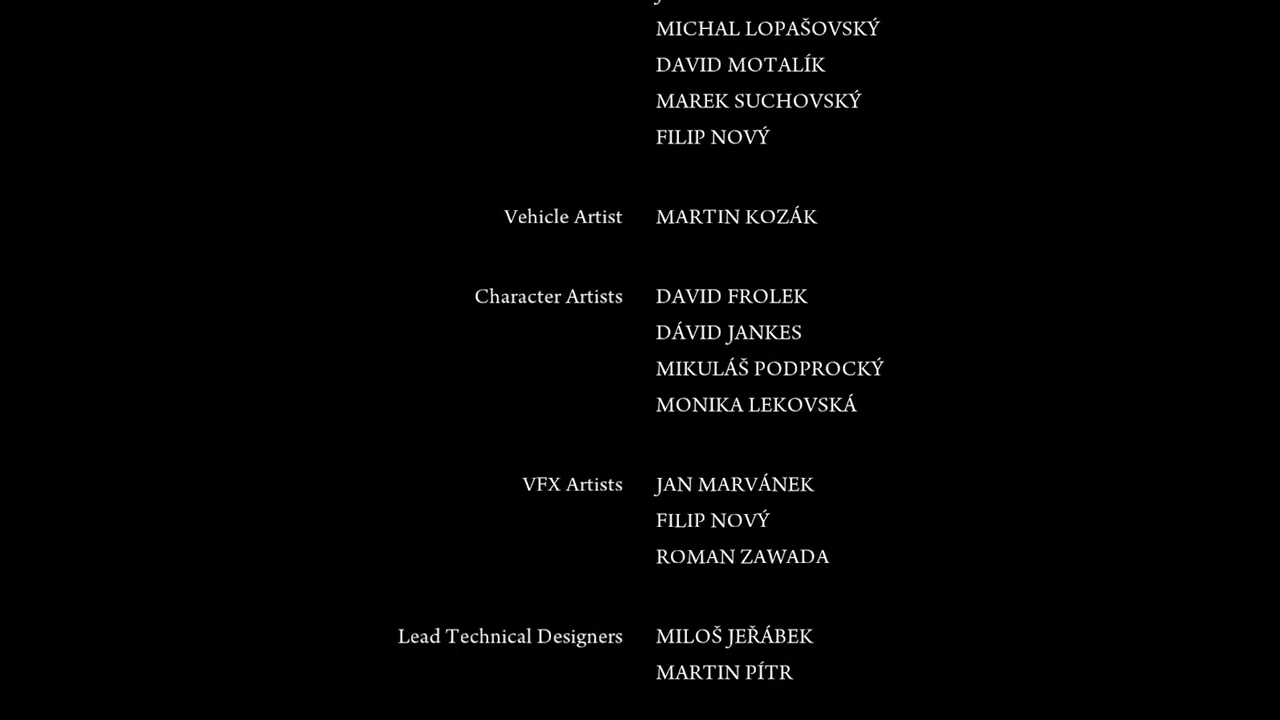 MICHAL LOPAŠOVSKÝ
DAVID MOTALÍK
MAREK SUCHOVSKÝ
FILIP NOVÝ
Vehicle Artist MARTIN KOZÁK
Character Artists DAVID FROLEK
DÁVID JANKES
MIKULÁŠ PODPROCKÝ
MONIKA LEKOVSKÁ
VFX Artists JAN MARVÁNEK
FILIP NOVÝ
ROMAN ZAWADA
Lead Technical Designers MILOŠ JEŘÁBEK
MARTIN PÍTR